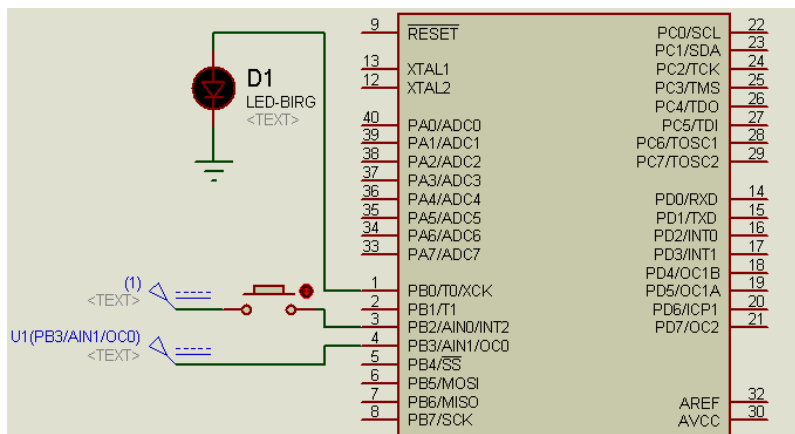 D1
LED-BIRG
<TEXT>
(1)
<TEXT>
U1(PB3/AIN1/OC0)
<TEXT>
9 RESET
13 XTAL1
12 XTAL2
40 PA0/ADC0
39 PA1/ADC1
38 PA2/ADC2
37 PA3/ADC3
36 PA4/ADC4
35 PA5/ADC5
34 PA6/ADC6
33 PA7/ADC7
1 PB0/T0/XCK
2 PB1/T1
3 PB2/AIN0/INT2
4 PB3/AIN1/OC0
5 PB4/SS
6 PB5/MOSI
7 PB6/MISO
8 PB7/SCK
PC0/SCL 22
PC1/SDA 23
PC2/TCK 24
PC3/TMS 25
PC4/TDO 26
PC5/TDI 27
PC6/TOSC1 28
PC7/TOSC2 29
PD0/RXD 14
PD1/TXD 15
PD2/INT0 16
PD3/INT1 17
PD4/OC1B 18
PD5/OC1A 19
PD6/ICP1 20
PD7/OC2 21
AREF 32
AVCC 30